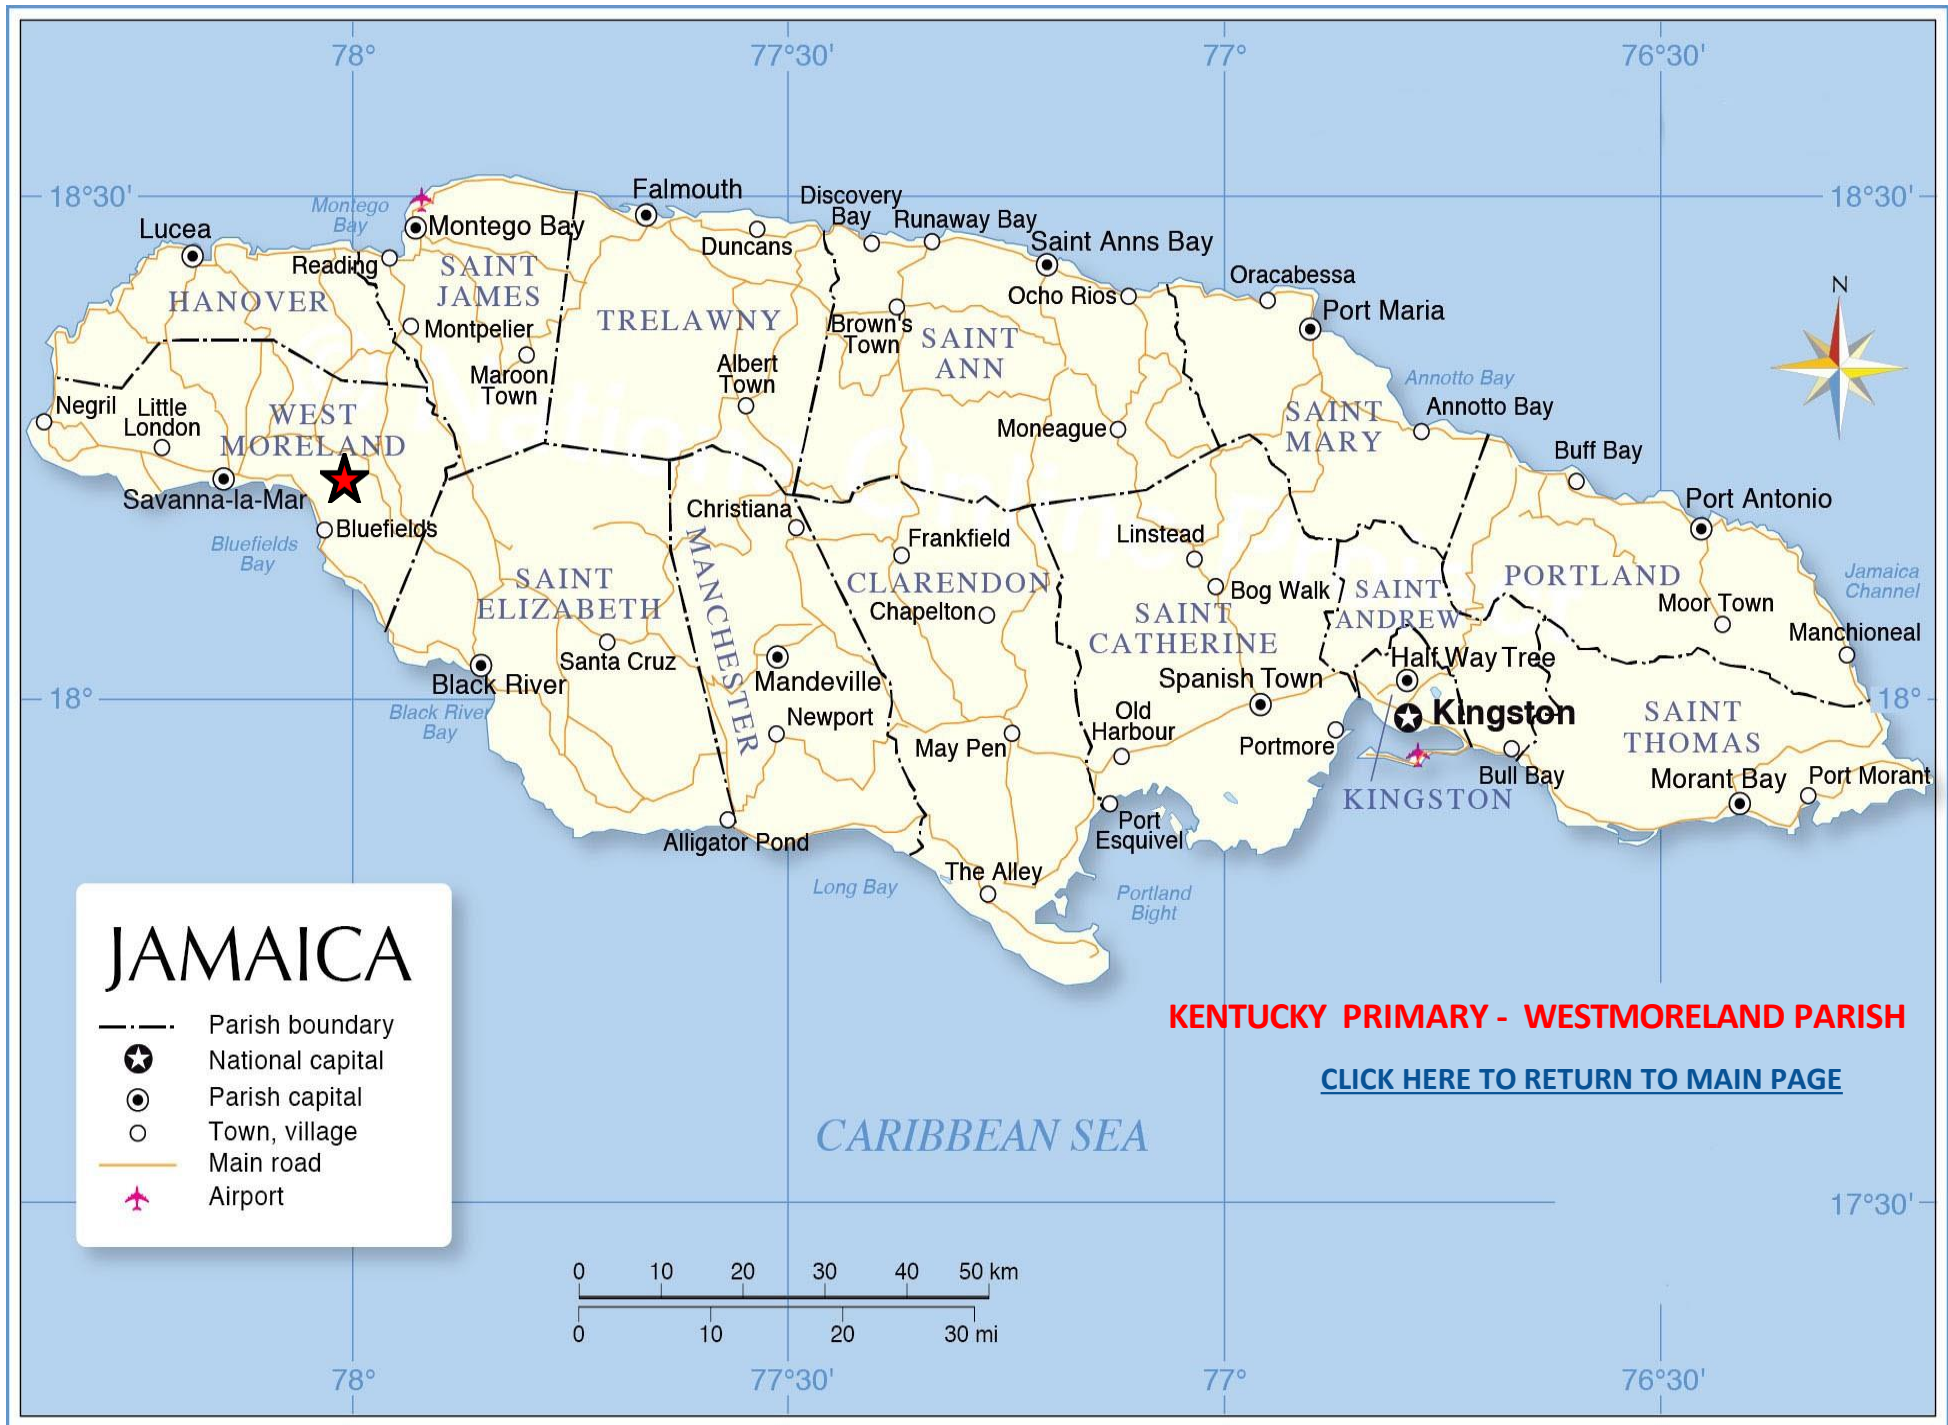 78°
77°30'
77°
76°30'
18°30'
18°30'
Montego
Bay
Lucea
Montego Bay
Reading
Falmouth
Duncans
Discovery
Bay
Runaway Bay
Saint Anns Bay
Ocho Rios
Oracabessa
Port Maria
N
HANOVER
SAINT
JAMES
Montpelier
Maroon
Town
TRELAWNY
Albert
Town
Brown's
Town
SAINT
ANN
Moneague
SAINT
MARY
Annotto Bay
Annotto Bay
Buff Bay
Port Antonio
Negril
Little
London
WEST
MORELAND
Savanna-la-Mar
Bluefields
Bluefields
Bay
Christiana
Frankfield
Linstead
Bog Walk
SAINT
ELIZABETH
MANCHESTER
CLARENDON
Chapelton
SAINT
CATHERINE
SAINT
ANDREW
PORTLAND
Moor Town
Manchioneal
Jamaica
Channel
Santa Cruz
Black River
Black River
Bay
Mandeville
Newport
Spanish Town
Half Way Tree
Kingston
18°
18°
May Pen
Old
Harbour
Portmore
KINGSTON
Bull Bay
SAINT
THOMAS
Morant Bay
Port Morant
Alligator Pond
Port
Esquivel
The Alley
Long Bay
Portland
Bight
JAMAICA
Parish boundary
National capital
Parish capital
Town, village
Main road
Airport
KENTUCKY PRIMARY - WESTMORELAND PARISH
CLICK HERE TO RETURN TO MAIN PAGE
CARIBBEAN SEA
17°30'
0 10 20 30 40 50 km
0 10 20 30 mi
78°
77°30'
77°
76°30'